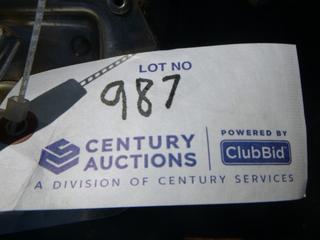 LOT NO
987
CENTURY AUCTIONS
POWERED BY
ClubBid
A DIVISION OF CENTURY SERVICES